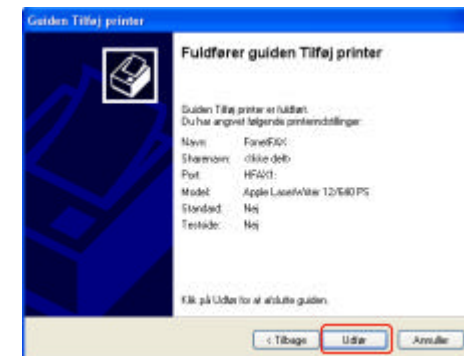 Guiden Tilføj printer
Fuldfører guiden Tilføj printer
Guiden Tilføj printer er fuldført.
Du har angivet følgende printerindstillinger:
Navn: FonetFAX
Sharenavn: <Ikke delt>
Port: HFAX1:
Model: Apple LaserWriter 12/640 PS
Standard: Nej
Testside: Nej
Klik på Udfør for at afslutte guiden.
< Tilbage Udfør Annuller